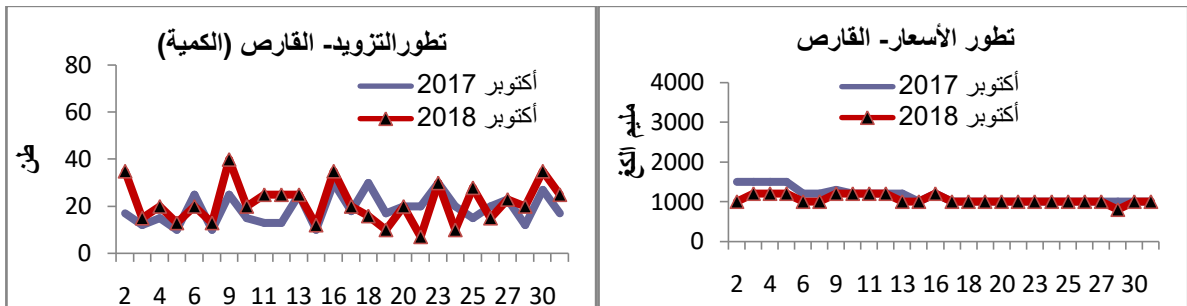 تطور الأسعار- القارص
أكتوبر 2017
أكتوبر 2018
مليم الكغ
4000
3000
2000
1000
0
2 4 6 9 11 13 16 18 20 23 25 27 30
تطورالتزويد- القارص (الكمية)
أكتوبر 2017
أكتوبر 2018
طن
80
60
40
20
0
2 4 6 9 11 13 16 18 20 23 25 27 30